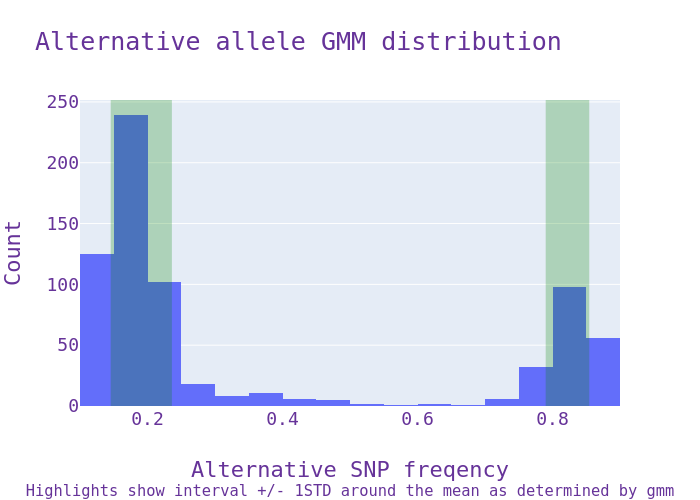 Alternative allele GMM distribution
250
200
150
100
50
0
Count
0.2 0.4 0.6 0.8
Alternative SNP freqency
Highlights show interval +/- 1STD around the mean as determined by gmm